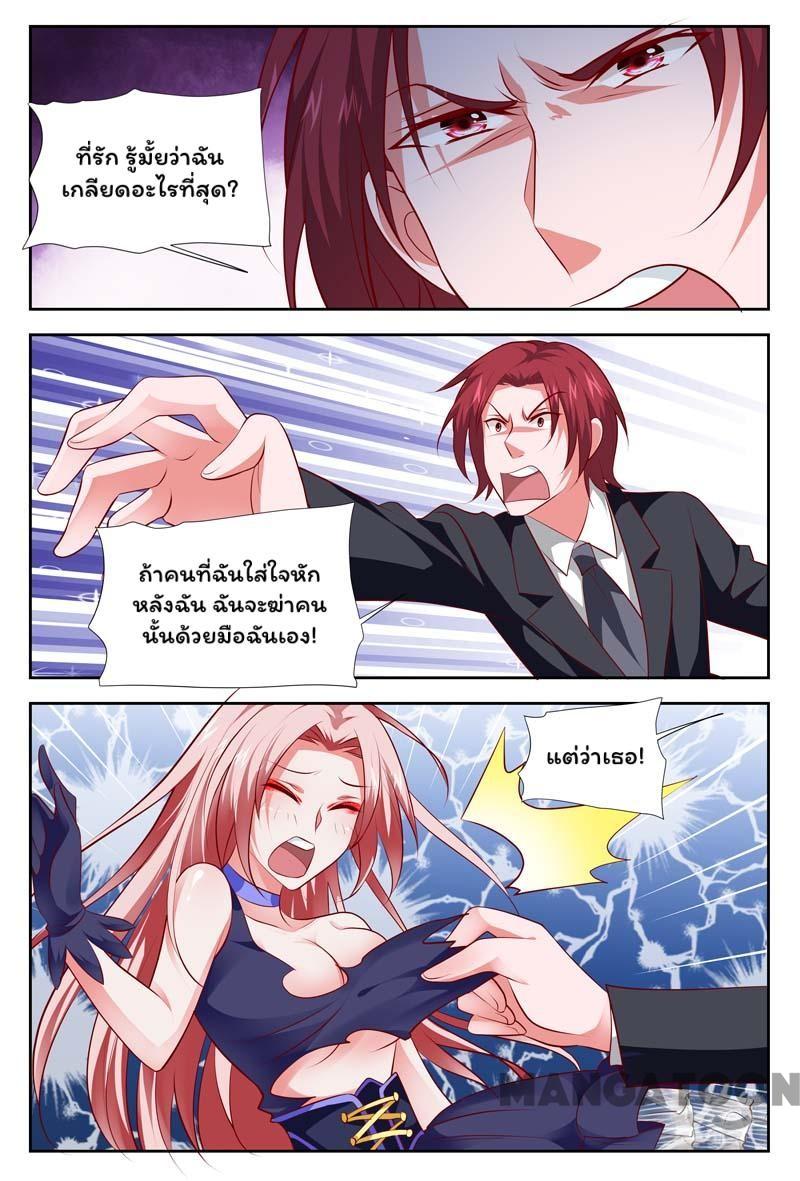 ที่รัก รู้มั้ยว่าฉัน
เกลียดอะไรที่สุด?
ถ้าคนที่ฉันใส่ใจหัก
หลังฉัน ฉันจะฆ่าคน
นั้นด้วยมือฉันเอง!
แต่ว่าเธอ!
MANGATOON